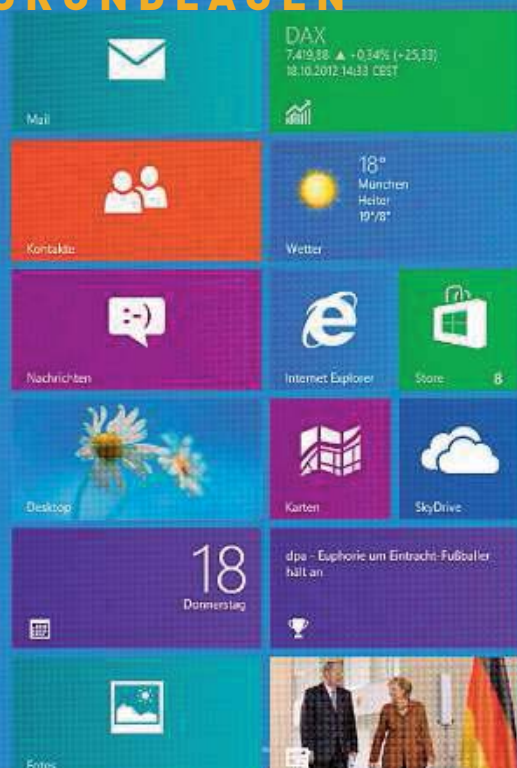 GRUNDLAGEN
Mail
DAX
7.419,88 ▲ +0,34% (+25,33)
18.10.2012 14:33 CEST
Kontakte
18°
München
Heiter
19°/8°
Wetter
Nachrichten
:-)
Internet Explorer
Store 8
Desktop
Karten
SkyDrive
18
Donnerstag
dpa - Euphorie um Eintracht-Fußballer
hält an
Fotos